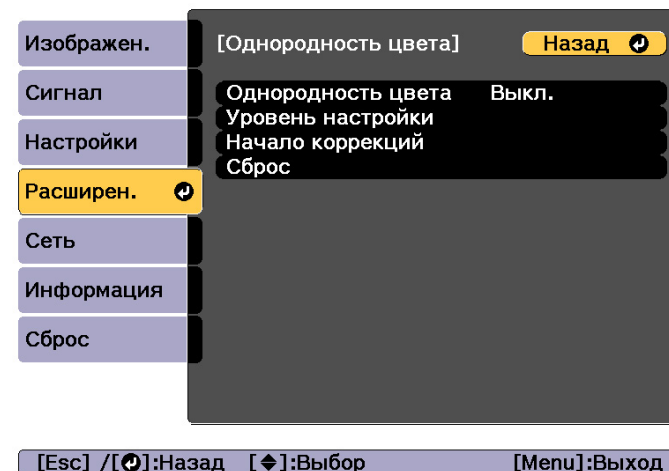 Изображен.
Сигнал
Настройки
Расширен.
Сеть
Информация
Сброс
[Однородность цвета] Назад
Однородность цвета Выкл.
Уровень настройки
Начало коррекций
Сброс
[Esc] /[ ]:Назад [ ]:Выбор [Menu]:Выход